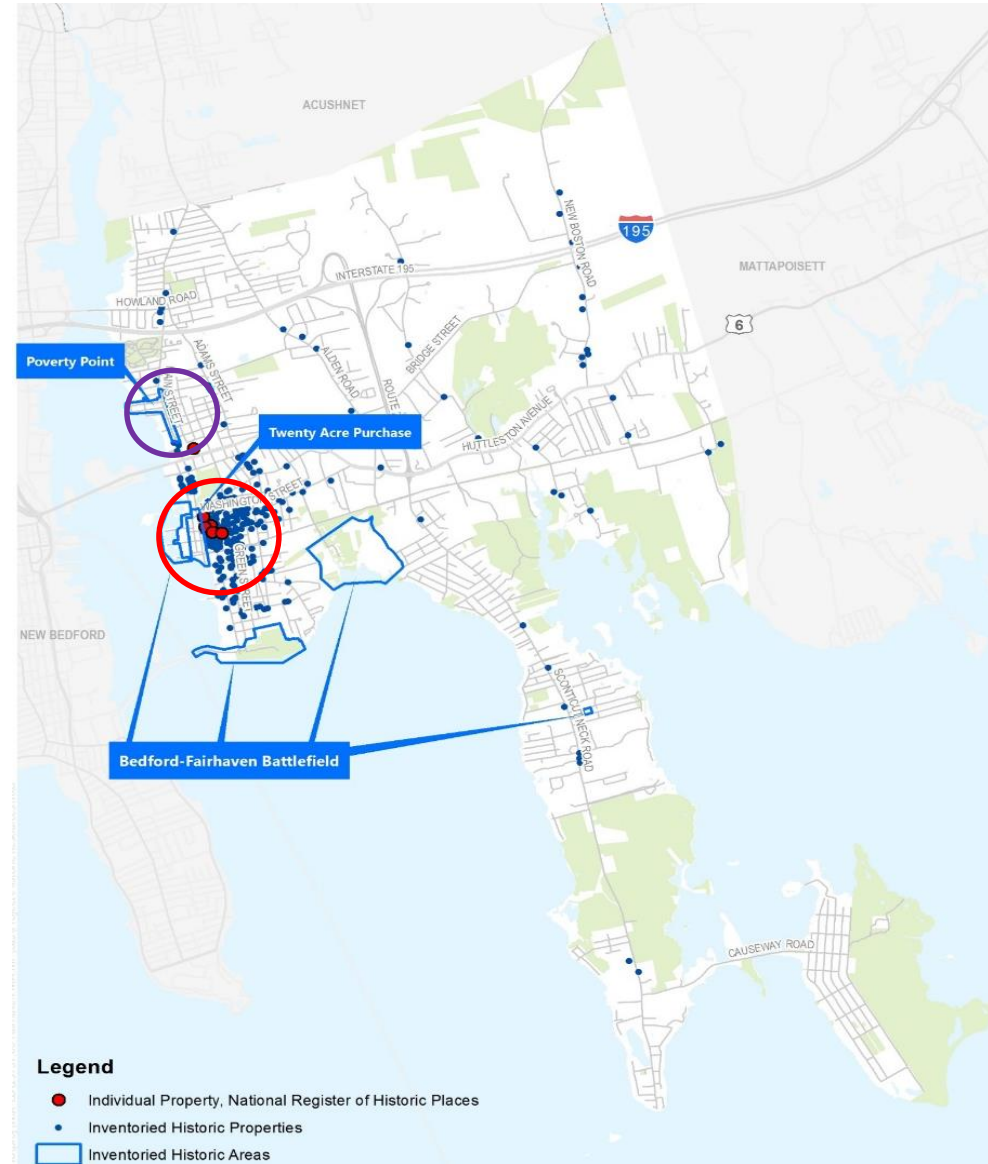 ACUSHNET
NEW BOSTON ROAD
195
MATTAPOISETT
INTERSTATE 195
HOWLAND ROAD
6
BRIDGE STREET
ADAMS STREET
ALDEN ROAD
Poverty Point
STREET
ROUTE
HUTTLESTON AVENUE
Twenty Acre Purchase
WASHINGTON STREET
GREEN STREET
NEW BEDFORD
SCONTICUT NECK ROAD
Bedford-Fairhaven Battlefield
CAUSEWAY ROAD
Legend
Individual Property, National Register of Historic Places
Inventoried Historic Properties
Inventoried Historic Areas